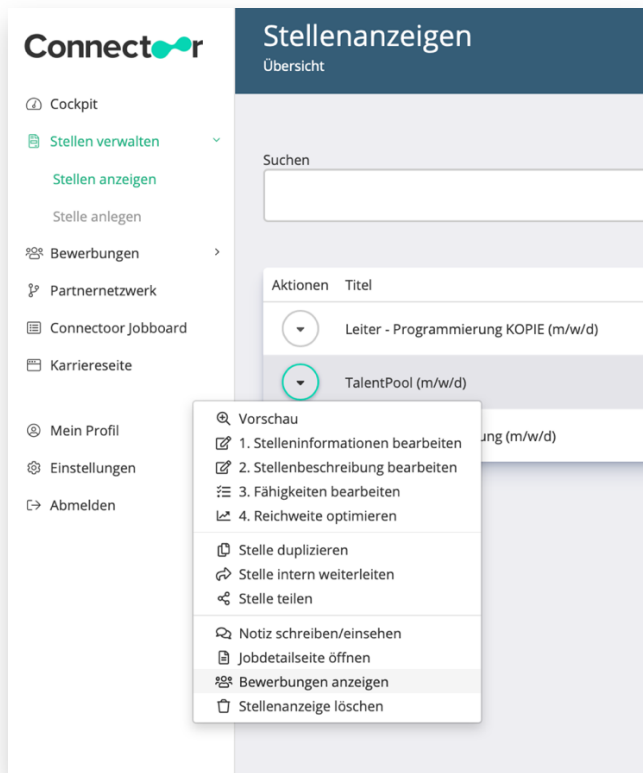 Connectoor
Cockpit
Stellen verwalten
Stellen anzeigen
Stelle anlegen
Bewerbungen
Partnernetzwerk
Connectoor Jobboard
Karriereseite
Mein Profil
Einstellungen
Abmelden
Stellenanzeigen
Übersicht
Suchen
Aktionen Titel
Leiter - Programmierung KOPIE (m/w/d)
TalentPool (m/w/d)
ung (m/w/d)
Vorschau
1. Stelleninformationen bearbeiten
2. Stellenbeschreibung bearbeiten
3. Fähigkeiten bearbeiten
4. Reichweite optimieren
Stelle duplizieren
Stelle intern weiterleiten
Stelle teilen
Notiz schreiben/einsehen
Jobdetailseite öffnen
Bewerbungen anzeigen
Stellenanzeige löschen